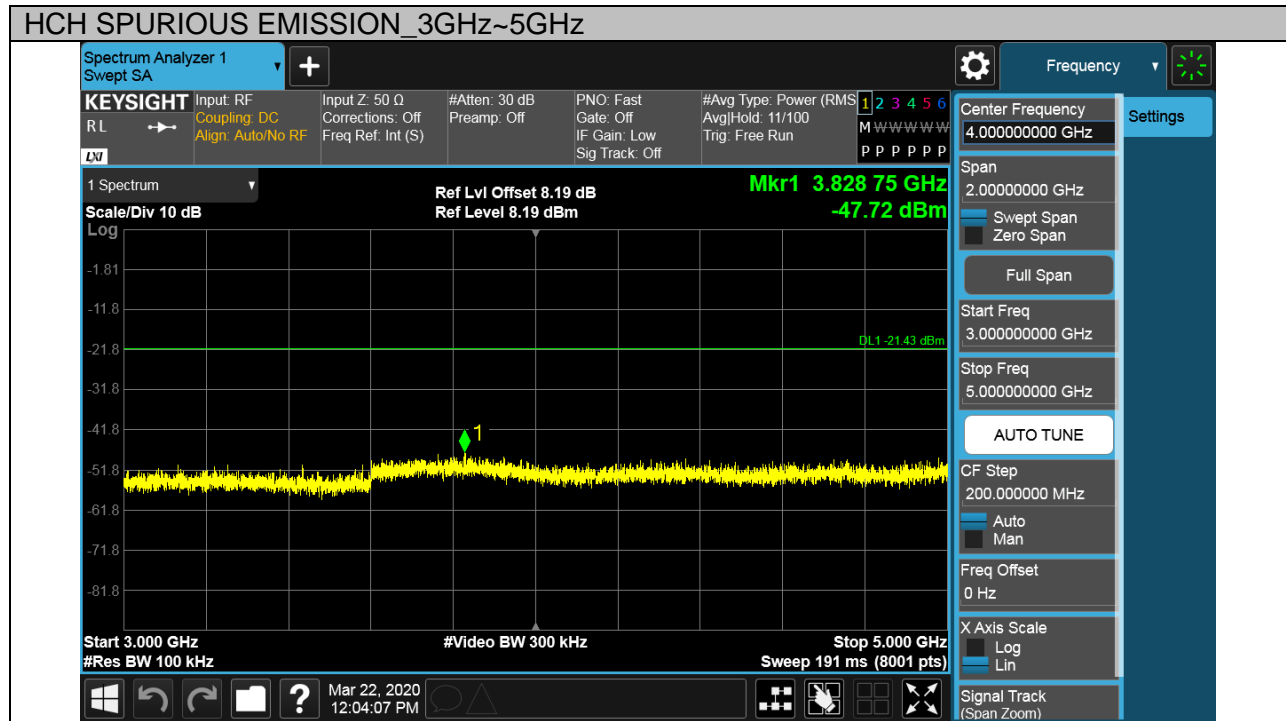 HCH SPURIOUS EMISSION_3GHz~5GHz
Spectrum Analyzer 1
Swept SA
Frequency
KEYSIGHT
RL
LXI
Input: RF
Coupling: DC
Align: Auto/No RF
Input Z: 50 Ω
Corrections: Off
Freq Ref: Int (S)
#Atten: 30 dB
Preamp: Off
PNO: Fast
Gate: Off
IF Gain: Low
Sig Track: Off
#Avg Type: Power (RMS
Avg|Hold: 11/100
Trig: Free Run
1 2 3 4 5 6
M W W W W W
P P P P P P
1 Spectrum
Scale/Div 10 dB
Log
Ref Lvl Offset 8.19 dB
Ref Level 8.19 dBm
Mkr1 3.828 75 GHz
-47.72 dBm
-1.81
-11.8
-21.8
-31.8
-41.8
-51.8
-61.8
-71.8
-81.8
DL1 -21.43 dBm
1
Start 3.000 GHz
#Res BW 100 kHz
#Video BW 300 kHz
Stop 5.000 GHz
Sweep 191 ms (8001 pts)
Center Frequency
4.000000000 GHz
Span
2.00000000 GHz
Swept Span
Zero Span
Full Span
Start Freq
3.000000000 GHz
Stop Freq
5.000000000 GHz
AUTO TUNE
CF Step
200.000000 MHz
Auto
Man
Freq Offset
0 Hz
X Axis Scale
Log
Lin
Signal Track
(Span Zoom)
Settings
?
Mar 22, 2020
12:04:07 PM